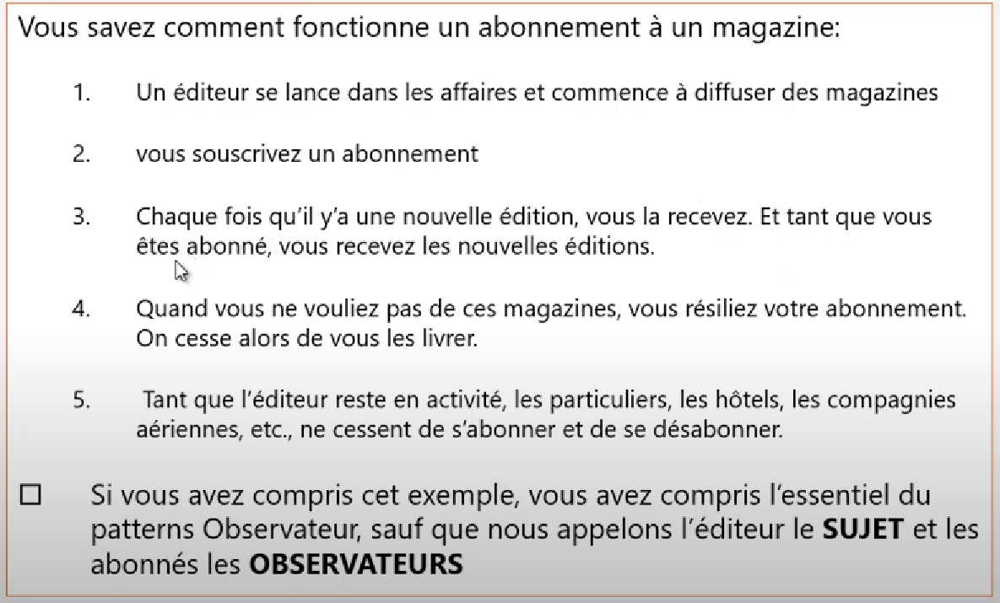 Vous savez comment fonctionne un abonnement à un magazine:
1. Un éditeur se lance dans les affaires et commence à diffuser des magazines
2. vous souscrivez un abonnement
3. Chaque fois qu’il y’a une nouvelle édition, vous la recevez. Et tant que vous
êtes abonné, vous recevez les nouvelles éditions.
4. Quand vous ne vouliez pas de ces magazines, vous résiliez votre abonnement.
On cesse alors de vous les livrer.
5. Tant que l’éditeur reste en activité, les particuliers, les hôtels, les compagnies
aériennes, etc., ne cessent de s’abonner et de se désabonner.
Si vous avez compris cet exemple, vous avez compris l’essentiel du
patterns Observateur, sauf que nous appelons l’éditeur le SUJET et les
abonnés les OBSERVATEURS